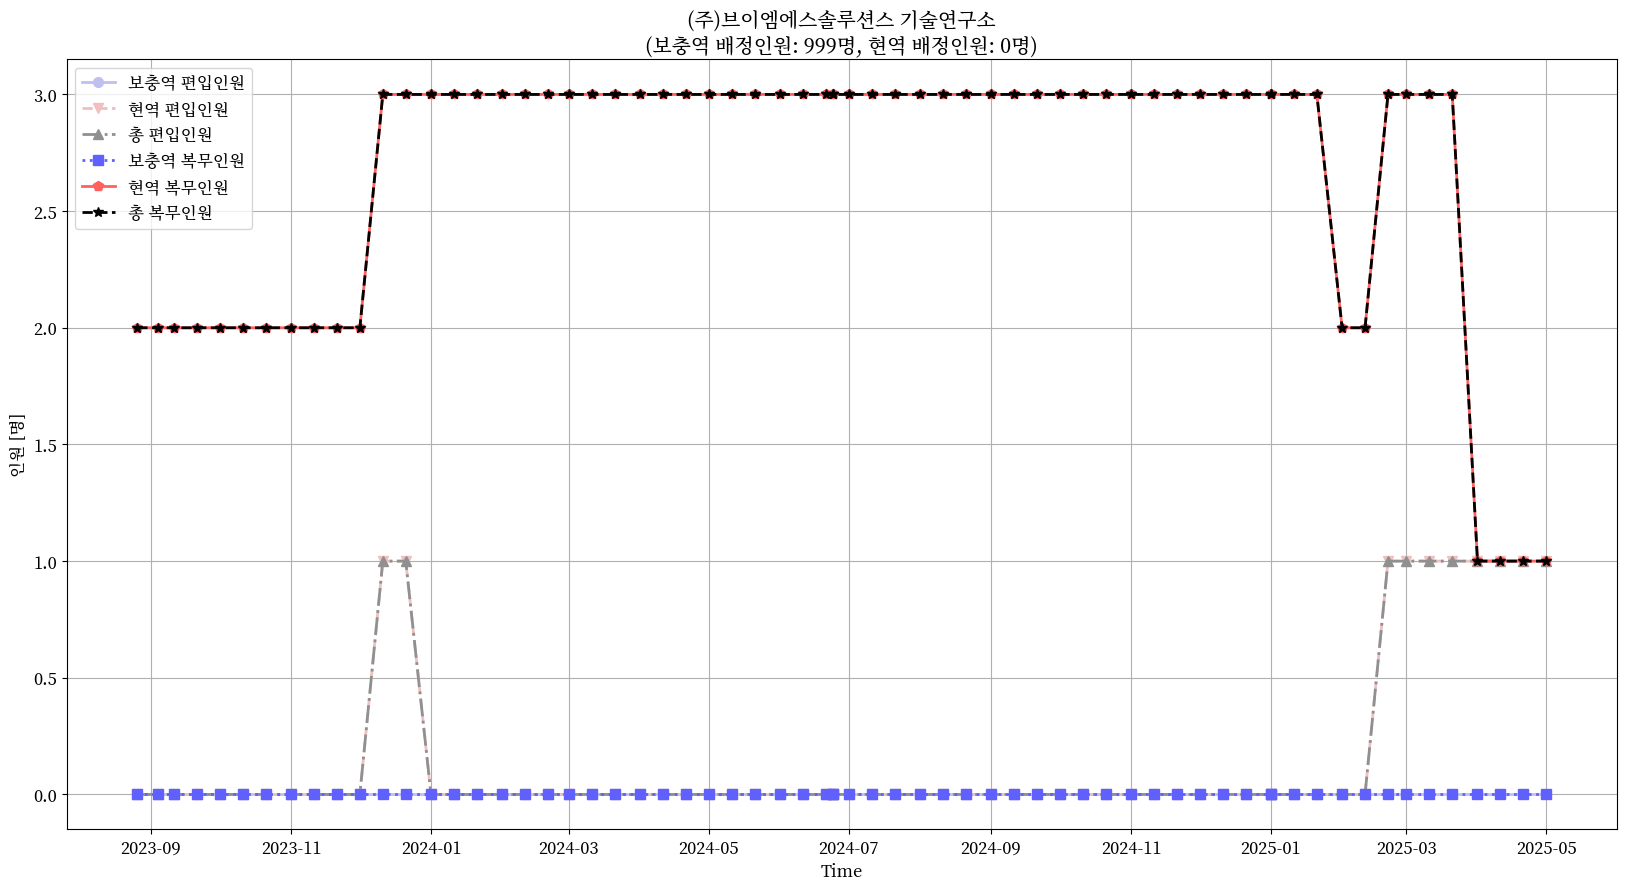 (주)브이엠에스솔루션스 기술연구소
(보충역 배정인원: 999명, 현역 배정인원: 0명)
보충역 편입인원
현역 편입인원
총 편입인원
보충역 복무인원
현역 복무인원
총 복무인원
3.0
2.5
2.0
1.5
1.0
0.5
0.0
인원 [명]
2023-09
2023-11
2024-01
2024-03
2024-05
2024-07
2024-09
2024-11
2025-01
2025-03
2025-05
Time